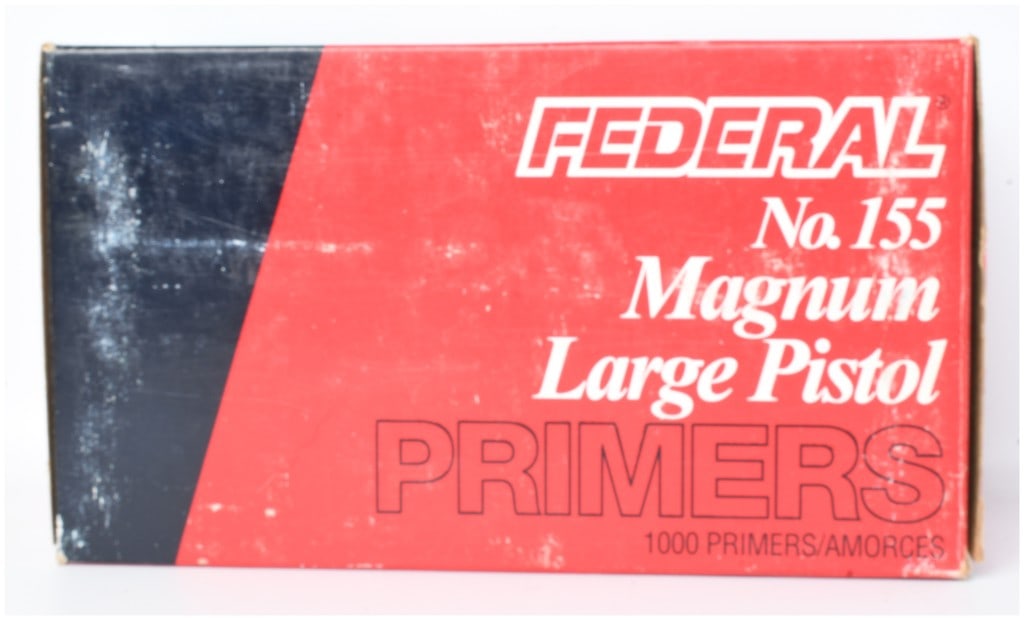 FEDERAL®
No. 155
Magnum
Large Pistol
PRIMERS
1000 PRIMERS/AMORCES